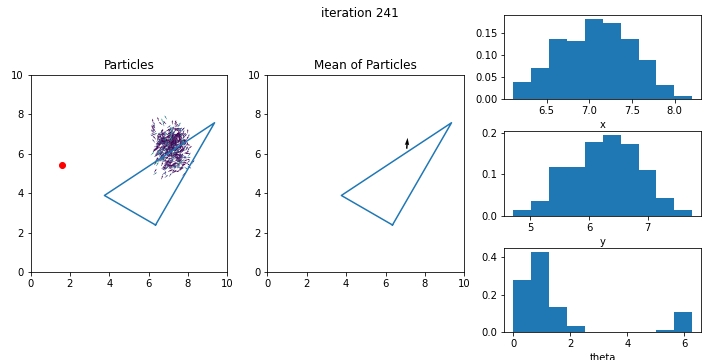 iteration 241
Particles
10
8
6
4
2
0
0 2 4 6 8 10
Mean of Particles
10
8
6
4
2
0
0 2 4 6 8 10
0.15
0.10
0.05
0.00
6.5 7.0 7.5 8.0
x
0.2
0.1
0.0
5 6 7
y
0.4
0.2
0.0
0 2 4 6
theta